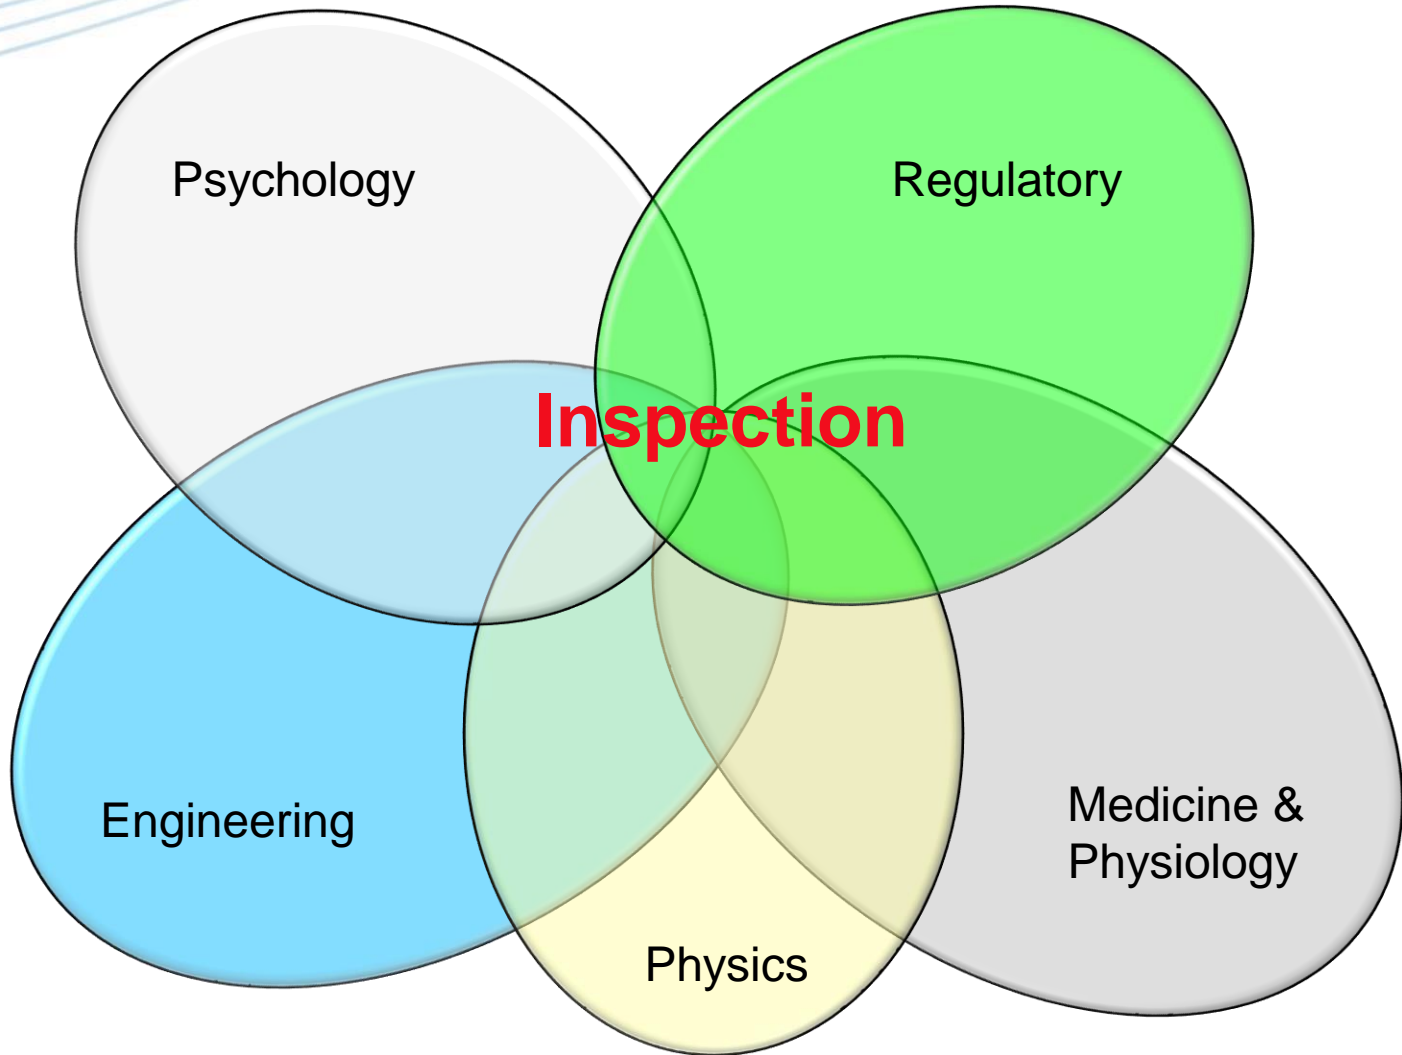 Psychology
Regulatory
Inspection
Engineering
Medicine &
Physiology
Physics